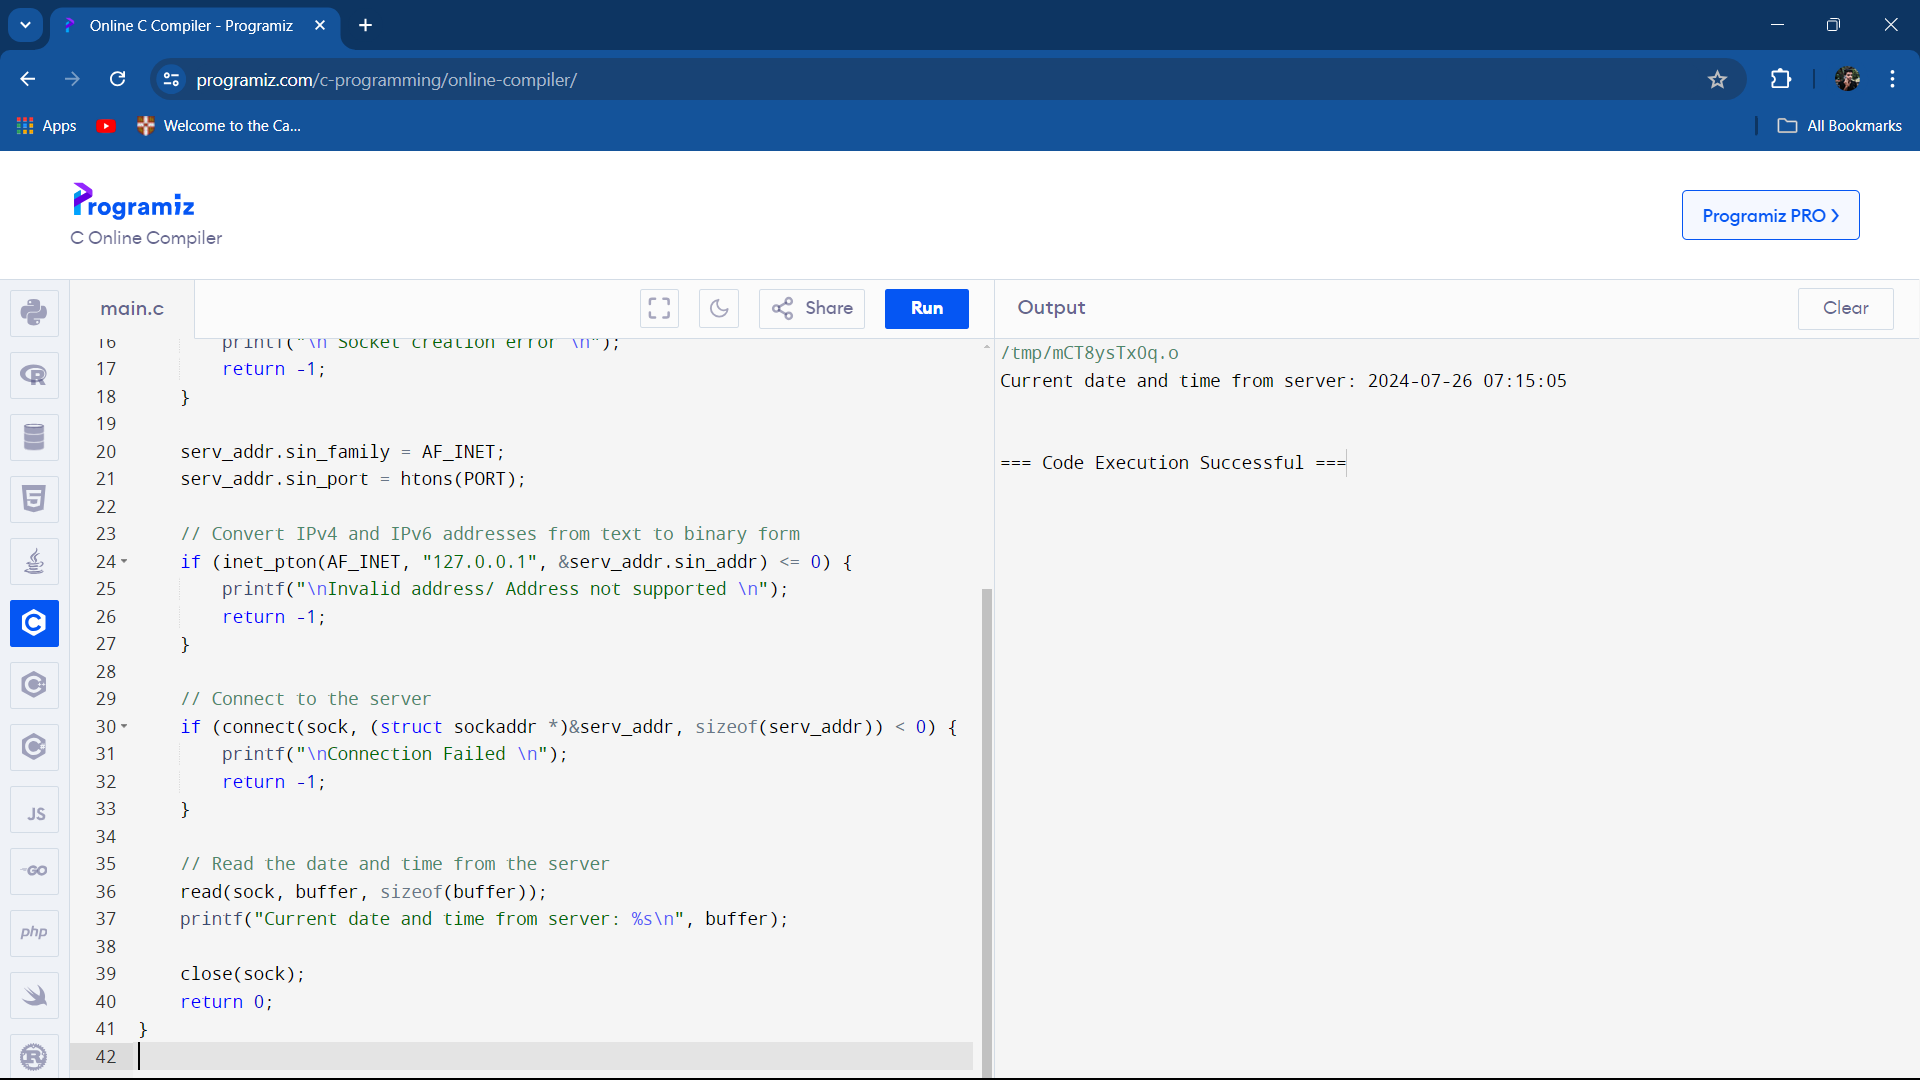 Online C Compiler - Programiz
programiz.com/c-programming/online-compiler/
Apps
Welcome to the Ca...
All Bookmarks
Programiz
C Online Compiler
Programiz PRO
main.c
Share
Run
Output
Clear
16 printf("\n Socket creation error \n");
17 return -1;
18 }
19
20 serv_addr.sin_family = AF_INET;
21 serv_addr.sin_port = htons(PORT);
22
23 // Convert IPv4 and IPv6 addresses from text to binary form
24 if (inet_pton(AF_INET, "127.0.0.1", &serv_addr.sin_addr) <= 0) {
25 printf("\nInvalid address/ Address not supported \n");
26 return -1;
27 }
28
29 // Connect to the server
30 if (connect(sock, (struct sockaddr *)&serv_addr, sizeof(serv_addr)) < 0) {
31 printf("\nConnection Failed \n");
32 return -1;
33 }
34
35 // Read the date and time from the server
36 read(sock, buffer, sizeof(buffer));
37 printf("Current date and time from server: %s\n", buffer);
38
39 close(sock);
40 return 0;
41 }
42
/tmp/mCT8ysTx0q.o
Current date and time from server: 2024-07-26 07:15:05
=== Code Execution Successful ===
R
5
C
C
C
JS
GO
php
R